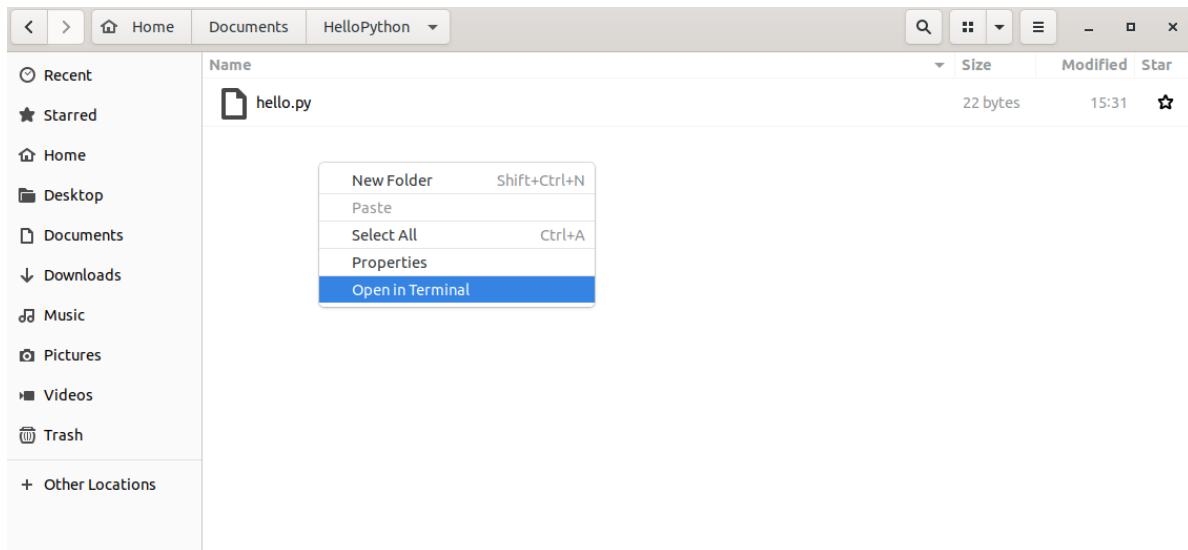 Home Documents HelloPython
Recent
Starred
Home
Desktop
Documents
Downloads
Music
Pictures
Videos
Trash
+ Other Locations
Name Size Modified Star
hello.py 22 bytes 15:31
New Folder Shift+Ctrl+N
Paste
Select All Ctrl+A
Properties
Open in Terminal